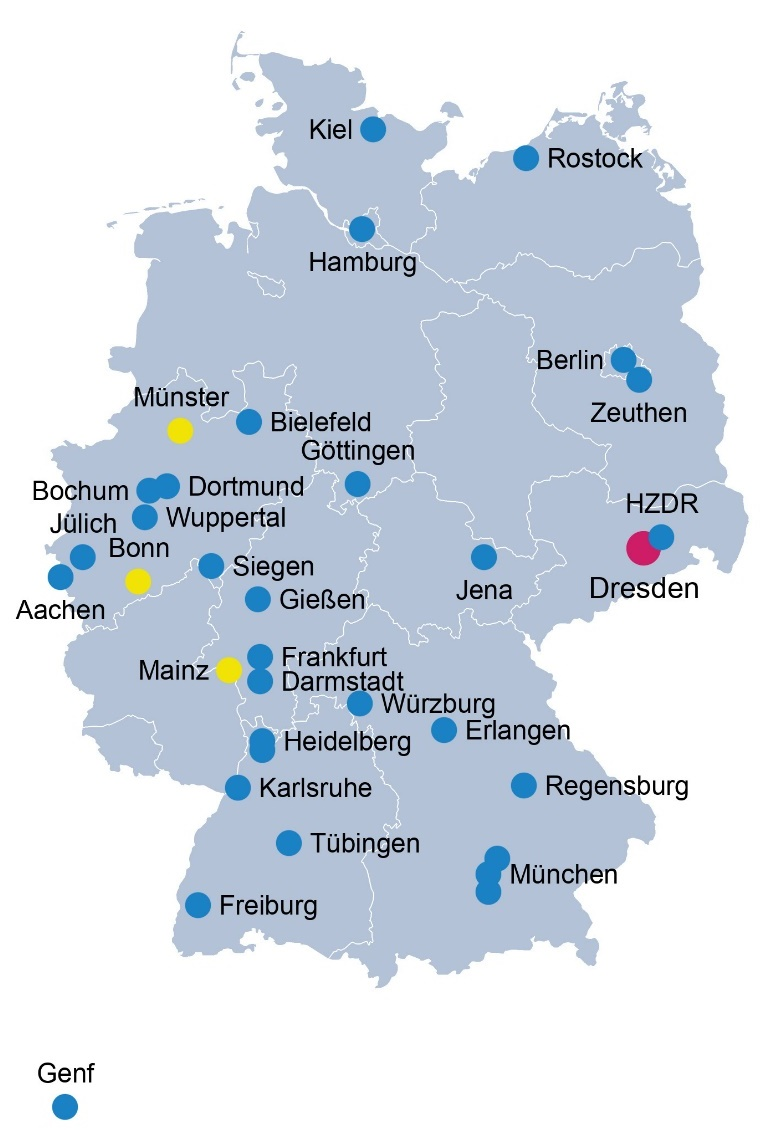 Kiel
Rostock
Hamburg
Berlin
Zeuthen
Münster
Bielefeld
Göttingen
Bochum
Dortmund
HZDR
Jülich
Wuppertal
Bonn
Siegen
Jena
Dresden
Aachen
Gießen
Frankfurt
Mainz
Darmstadt
Würzburg
Erlangen
Heidelberg
Karlsruhe
Regensburg
Tübingen
München
Freiburg
Genf